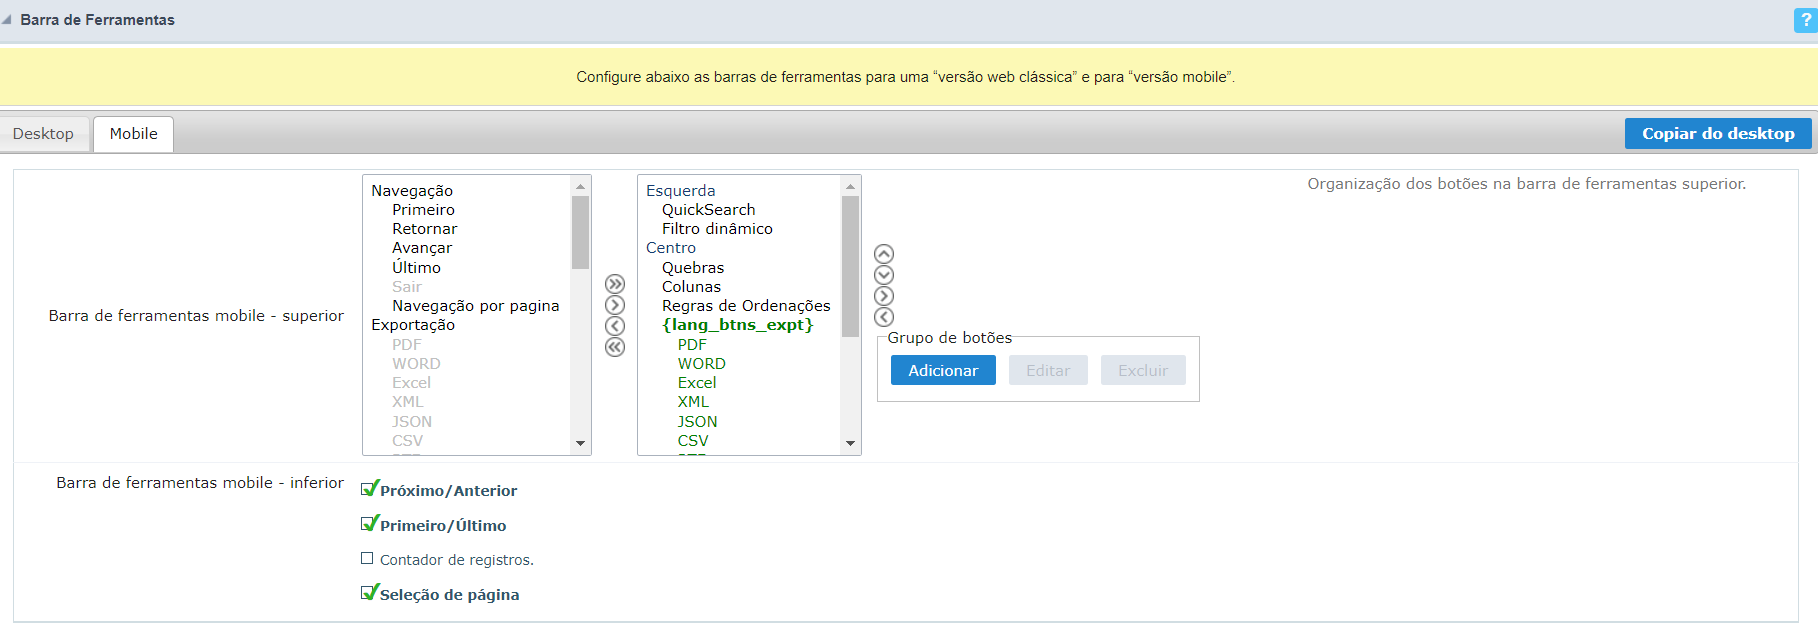 Barra de Ferramentas
?
Configure abaixo as barras de ferramentas para uma “versão web clássica” e para “versão mobile”.
Desktop
Mobile
Copiar do desktop
Barra de ferramentas mobile - superior
Navegação
Primeiro
Retornar
Avançar
Último
Sair
Navegação por pagina
Exportação
PDF
WORD
Excel
XML
JSON
CSV
Esquerda
QuickSearch
Filtro dinâmico
Centro
Quebras
Colunas
Regras de Ordenações
{lang_btns_expt}
PDF
WORD
Excel
XML
JSON
CSV
Grupo de botões
Adicionar
Editar
Excluir
Organização dos botões na barra de ferramentas superior.
Barra de ferramentas mobile - inferior
Próximo/Anterior
Primeiro/Último
Contador de registros.
Seleção de página